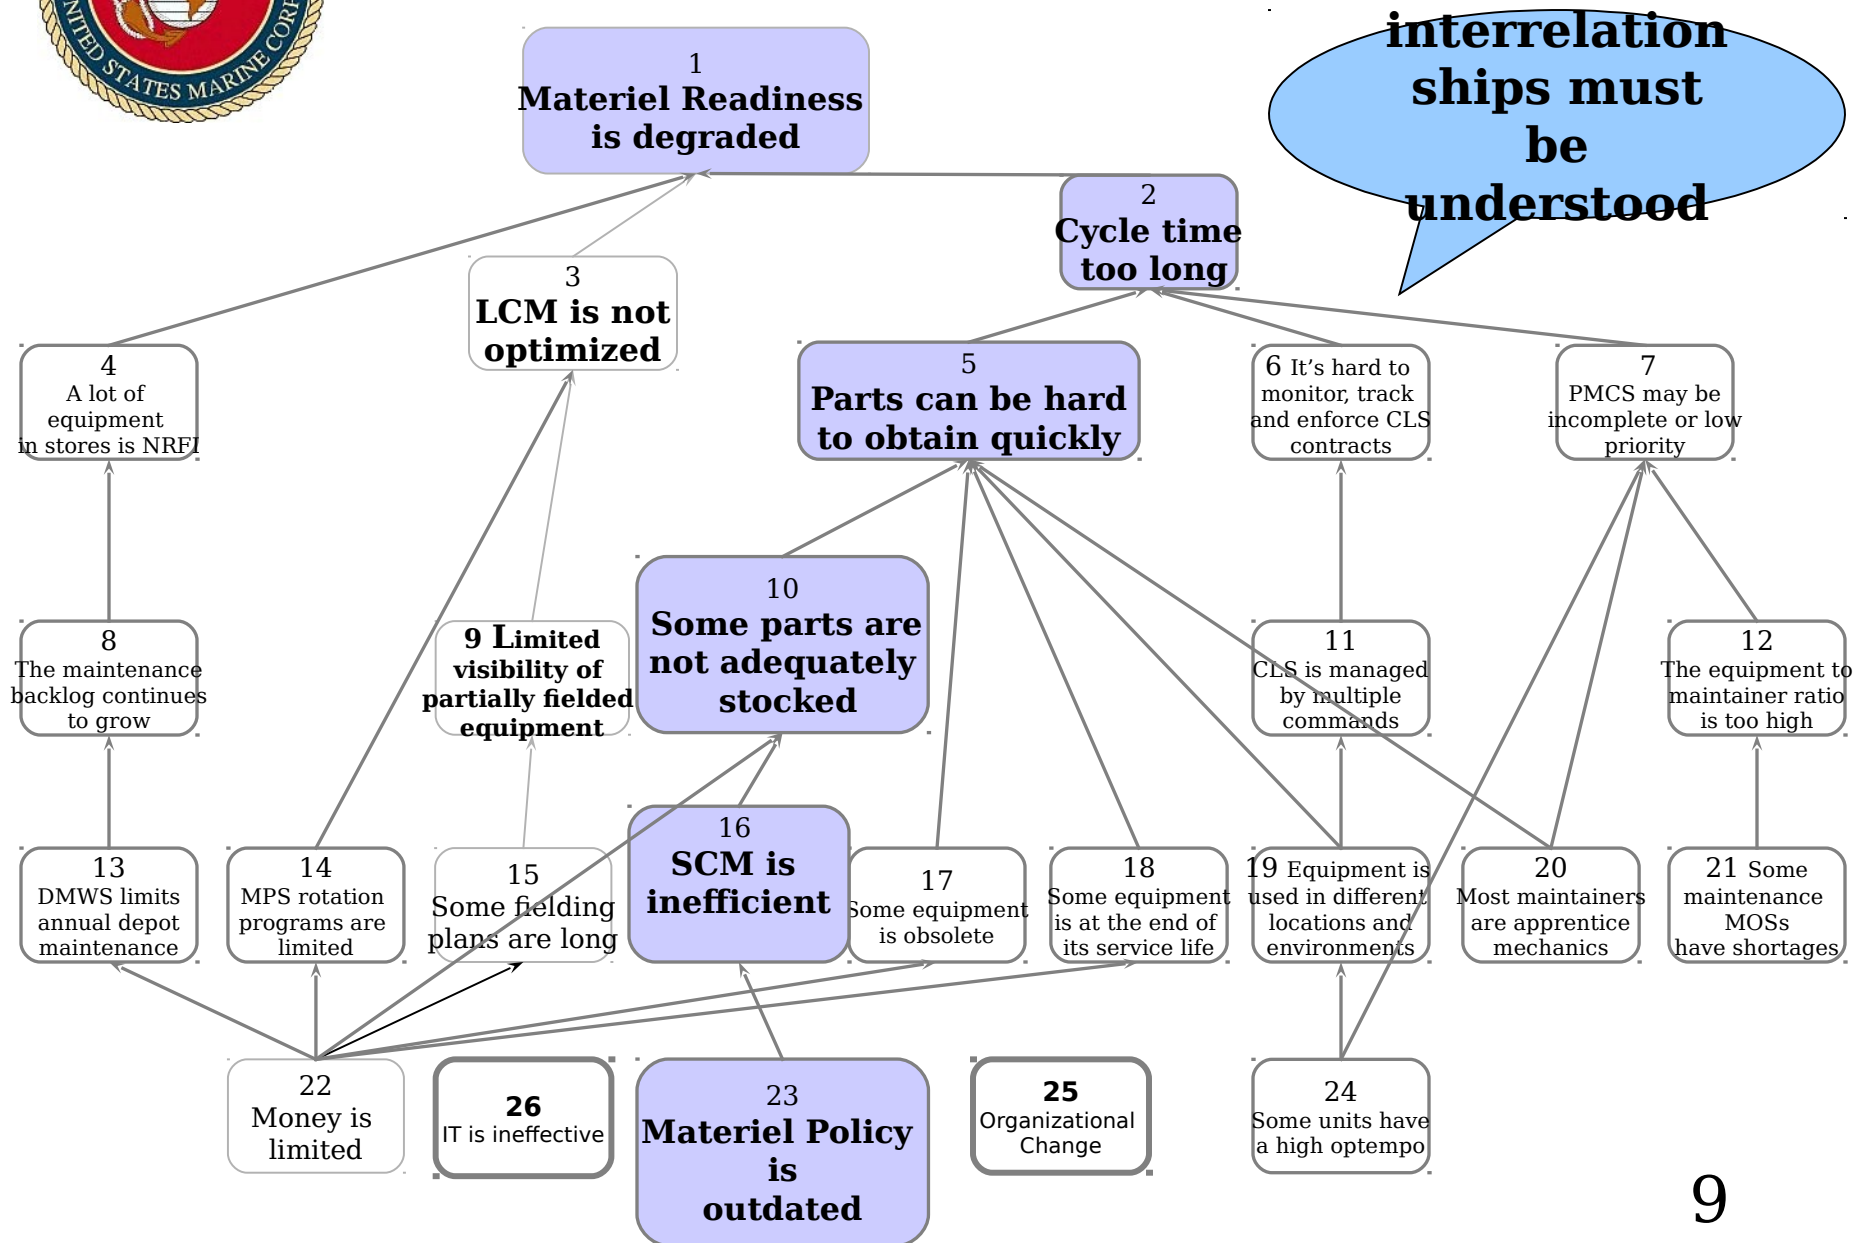 UNITED STATES MARINE CORPS
interrelation
ships must
be
understood
1
Materiel Readiness
is degraded
2
Cycle time
too long
3
LCM is not
optimized
4
A lot of
equipment
in stores is NRFI
5
Parts can be hard
to obtain quickly
6 It’s hard to
monitor, track
and enforce CLS
contracts
7
PMCS may be
incomplete or low
priority
8
The maintenance
backlog continues
to grow
9 Limited
visibility of
partially fielded
equipment
10
Some parts are
not adequately
stocked
11
CLS is managed
by multiple
commands
12
The equipment to
maintainer ratio
is too high
13
DMWS limits
annual depot
maintenance
14
MPS rotation
programs are
limited
15
Some fielding
plans are long
16
SCM is
inefficient
17
Some equipment
is obsolete
18
Some equipment
is at the end of
its service life
19 Equipment is
used in different
locations and
environments
20
Most maintainers
are apprentice
mechanics
21 Some
maintenance
MOSs
have shortages
22
Money is
limited
26
IT is ineffective
23
Materiel Policy
is
outdated
25
Organizational
Change
24
Some units have
a high optempo
9